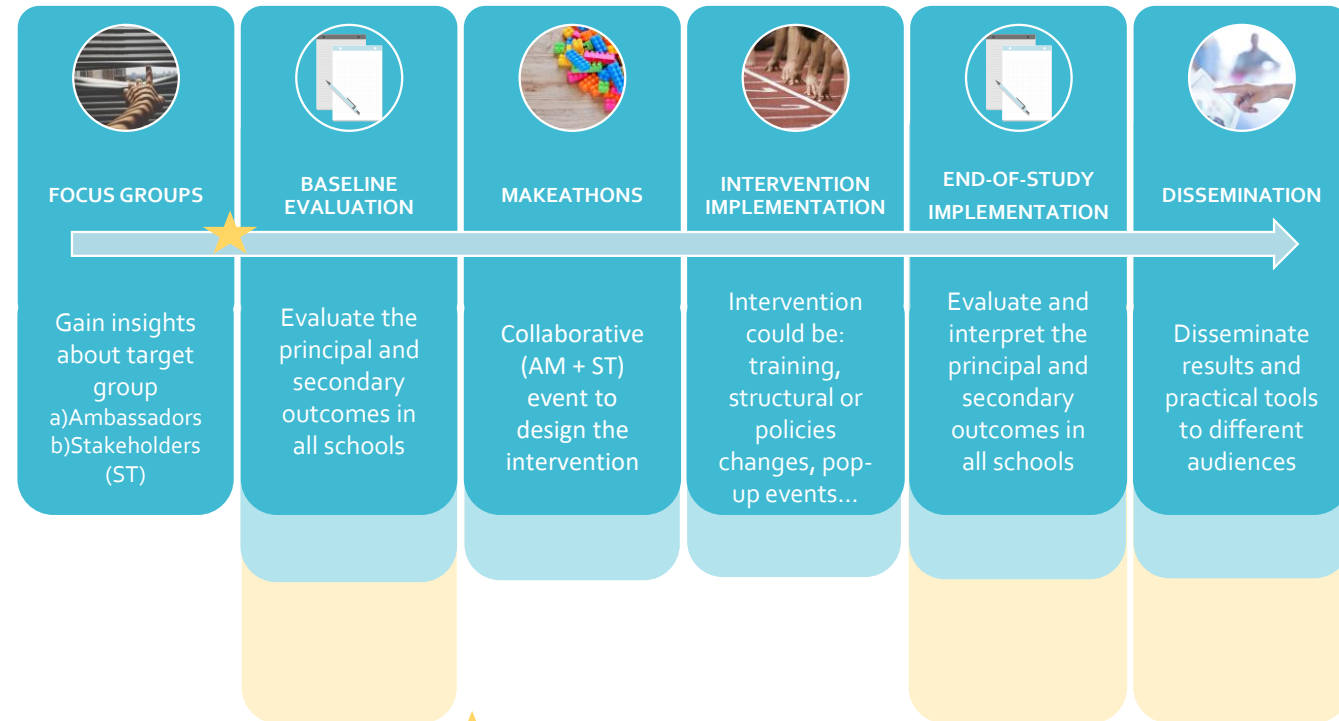 FOCUS GROUPS
Gain insights
about target
group
a)Ambassadors
b)Stakeholders
(ST)
BASELINE
EVALUATION
Evaluate the
principal and
secondary
outcomes in
all schools
MAKEATHONS
Collaborative
(AM + ST)
event to
design the
intervention
INTERVENTION
IMPLEMENTATION
Intervention
could be:
training,
structural or
policies
changes, pop-
up events...
END-OF-STUDY
IMPLEMENTATION
Evaluate and
interpret the
principal and
secondary
outcomes in
all schools
DISSEMINATION
Disseminate
results and
practical tools
to different
audiences